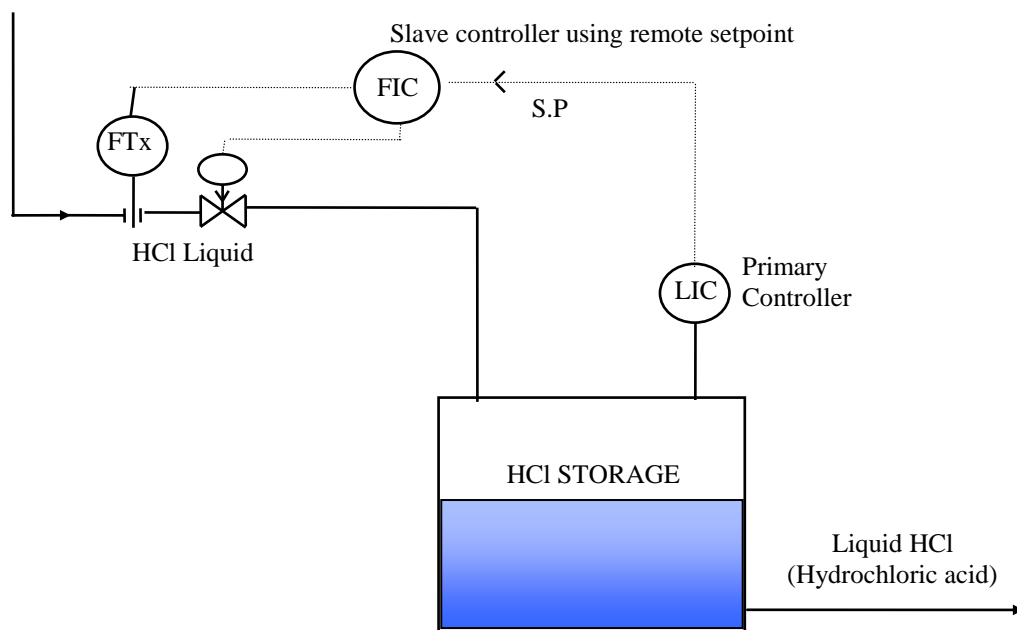 Slave controller using remote setpoint
FIC
S.P
FTx
HCl Liquid
LIC
Primary
Controller
HCl STORAGE
Liquid HCl
(Hydrochloric acid)